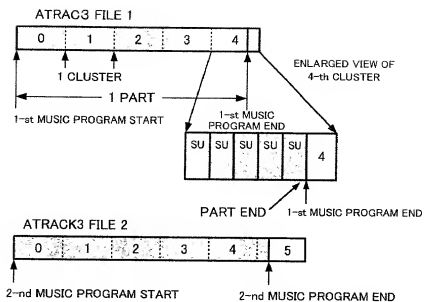 ATRAC3 FILE 1
0 1 2 3 4
1 CLUSTER
ENLARGED VIEW OF
4-th CLUSTER
1 PART
1-st MUSIC PROGRAM START
1-st MUSIC
PROGRAM END
SU SU SU SU SU 4
PART END
1-st MUSIC PROGRAM END
ATRACK3 FILE 2
0 1 2 3 4 5
2-nd MUSIC PROGRAM START
2-nd MUSIC PROGRAM END